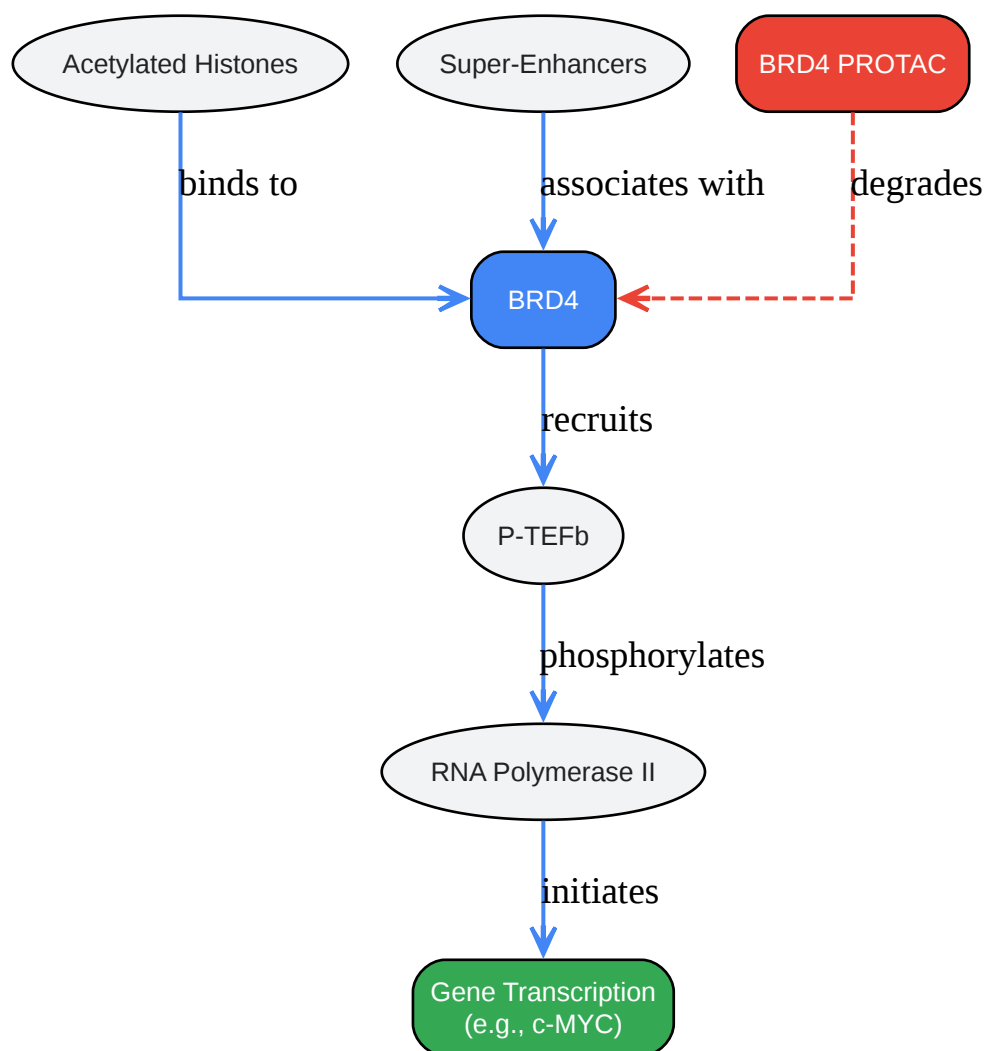 Acetylated Histones
Super-Enhancers
BRD4 PROTAC
binds to
associates with
degrades
BRD4
recruits
P-TEFb
phosphorylates
RNA Polymerase II
initiates
Gene Transcription
(e.g., c-MYC)